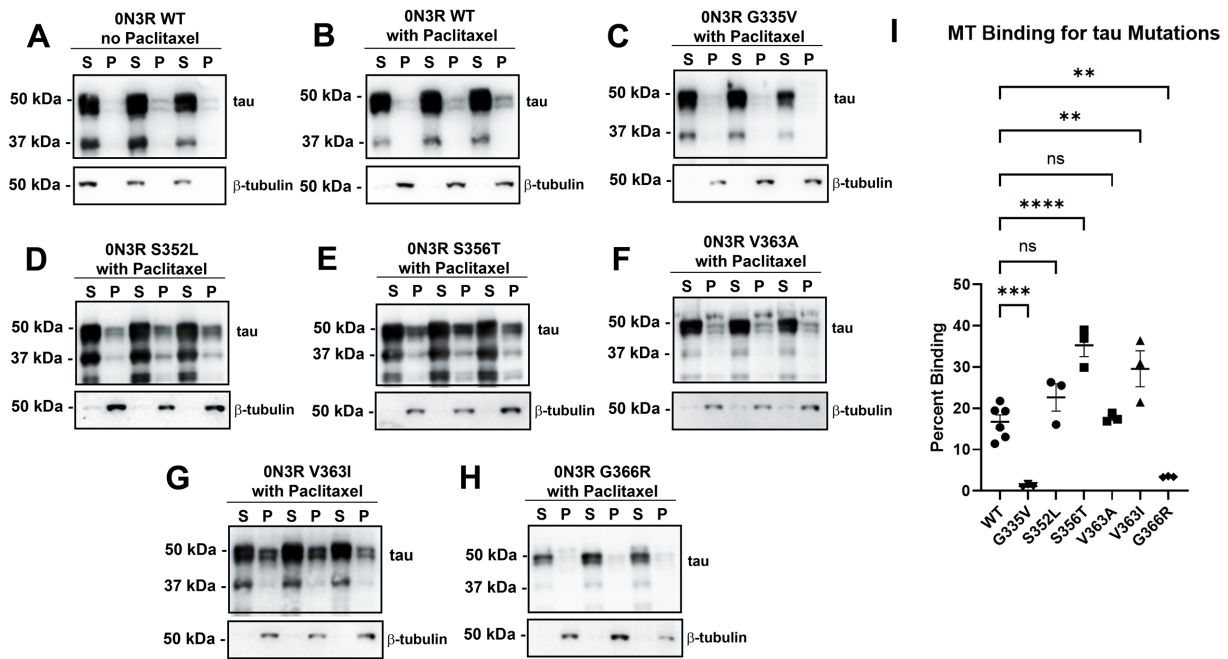 A
0N3R WT
no Paclitaxel
S P S P S P
50 kDa -
tau
37 kDa -
50 kDa -
β-tubulin
B
0N3R WT
with Paclitaxel
S P S P S P
50 kDa -
tau
37 kDa -
50 kDa -
β-tubulin
C
0N3R G335V
with Paclitaxel
S P S P S P
50 kDa -
tau
37 kDa -
50 kDa -
β-tubulin
D
0N3R S352L
with Paclitaxel
S P S P S P
50 kDa -
tau
37 kDa -
50 kDa -
β-tubulin
E
0N3R S356T
with Paclitaxel
S P S P S P
50 kDa -
tau
37 kDa -
50 kDa -
β-tubulin
F
0N3R V363A
with Paclitaxel
S P S P S P
50 kDa -
tau
37 kDa -
50 kDa -
β-tubulin
G
0N3R V363I
with Paclitaxel
S P S P S P
50 kDa -
tau
37 kDa -
50 kDa -
β-tubulin
H
0N3R G366R
with Paclitaxel
S P S P S P
50 kDa -
tau
37 kDa -
50 kDa -
β-tubulin
I
MT Binding for tau Mutations
**
**
ns
****
ns
***
50
40
30
20
10
0
Percent Binding
WT
G335V
S352L
S356T
V363A
V363I
G366R